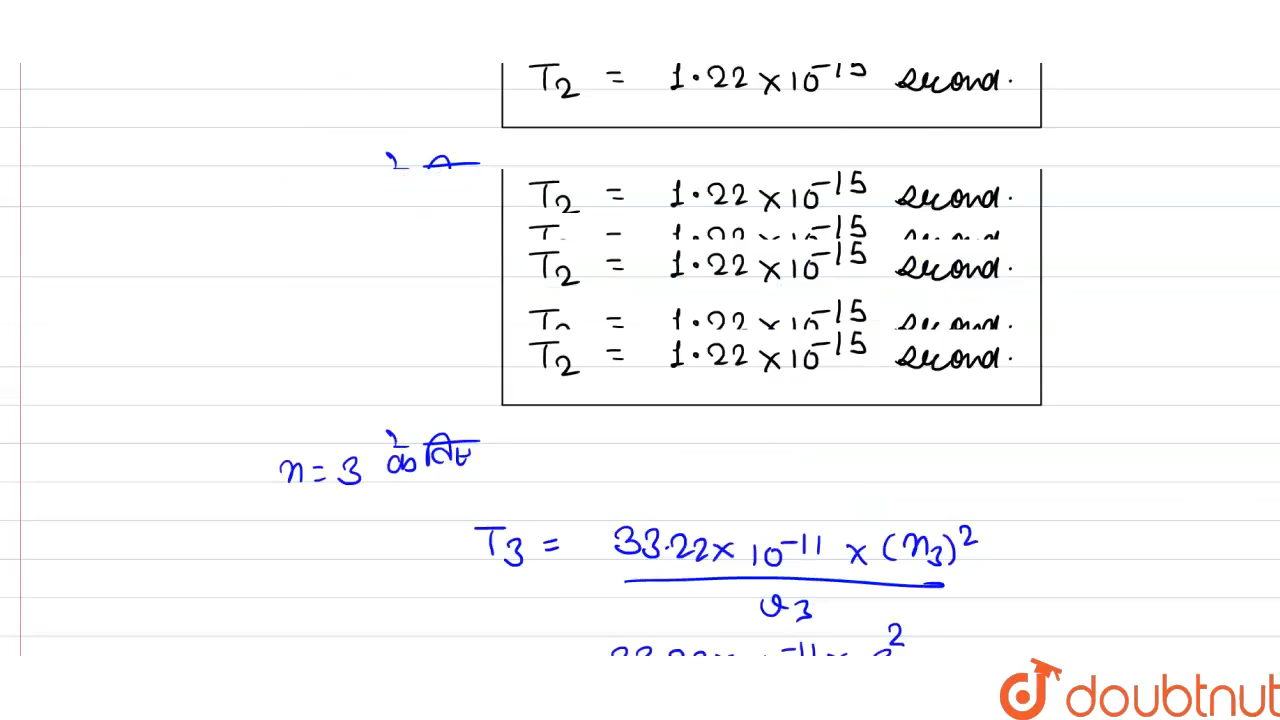 T₂ = 1.22 × 10⁻¹⁵ second.
T₂ = 1.22 × 10⁻¹⁵ second.
T₂ = 1.22 × 10⁻¹⁵ second.
T₂ = 1.22 × 10⁻¹⁵ second.
n = 3 के लिए
T₃ = 33.22 × 10⁻¹¹ × (n₃)²
v₃
doubtnut